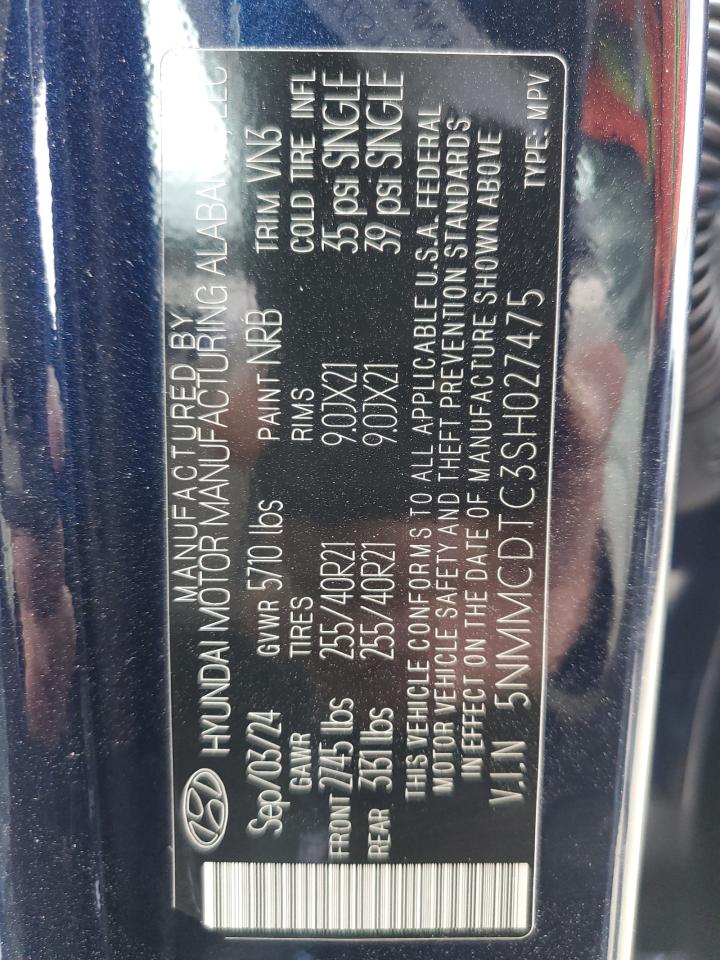 MANUFACTURED BY
HYUNDAI MOTOR MANUFACTURING ALABAMA, LLC
Sep/03/24 GVWR 5710 lbs PAINT NRB TRIM VN3
GAWR TIRES RIMS COLD TIRE INFL
FRONT 2745 lbs 255/40R21 9.0JX21 35 psi SINGLE
REAR 3131 lbs 255/40R21 9.0JX21 39 psi SINGLE
THIS VEHICLE CONFORMS TO ALL APPLICABLE U.S.A. FEDERAL
MOTOR VEHICLE SAFETY AND THEFT PREVENTION STANDARDS
IN EFFECT ON THE DATE OF MANUFACTURE SHOWN ABOVE
V.I.N 5NMMCDTC3SH027475 TYPE: MPV